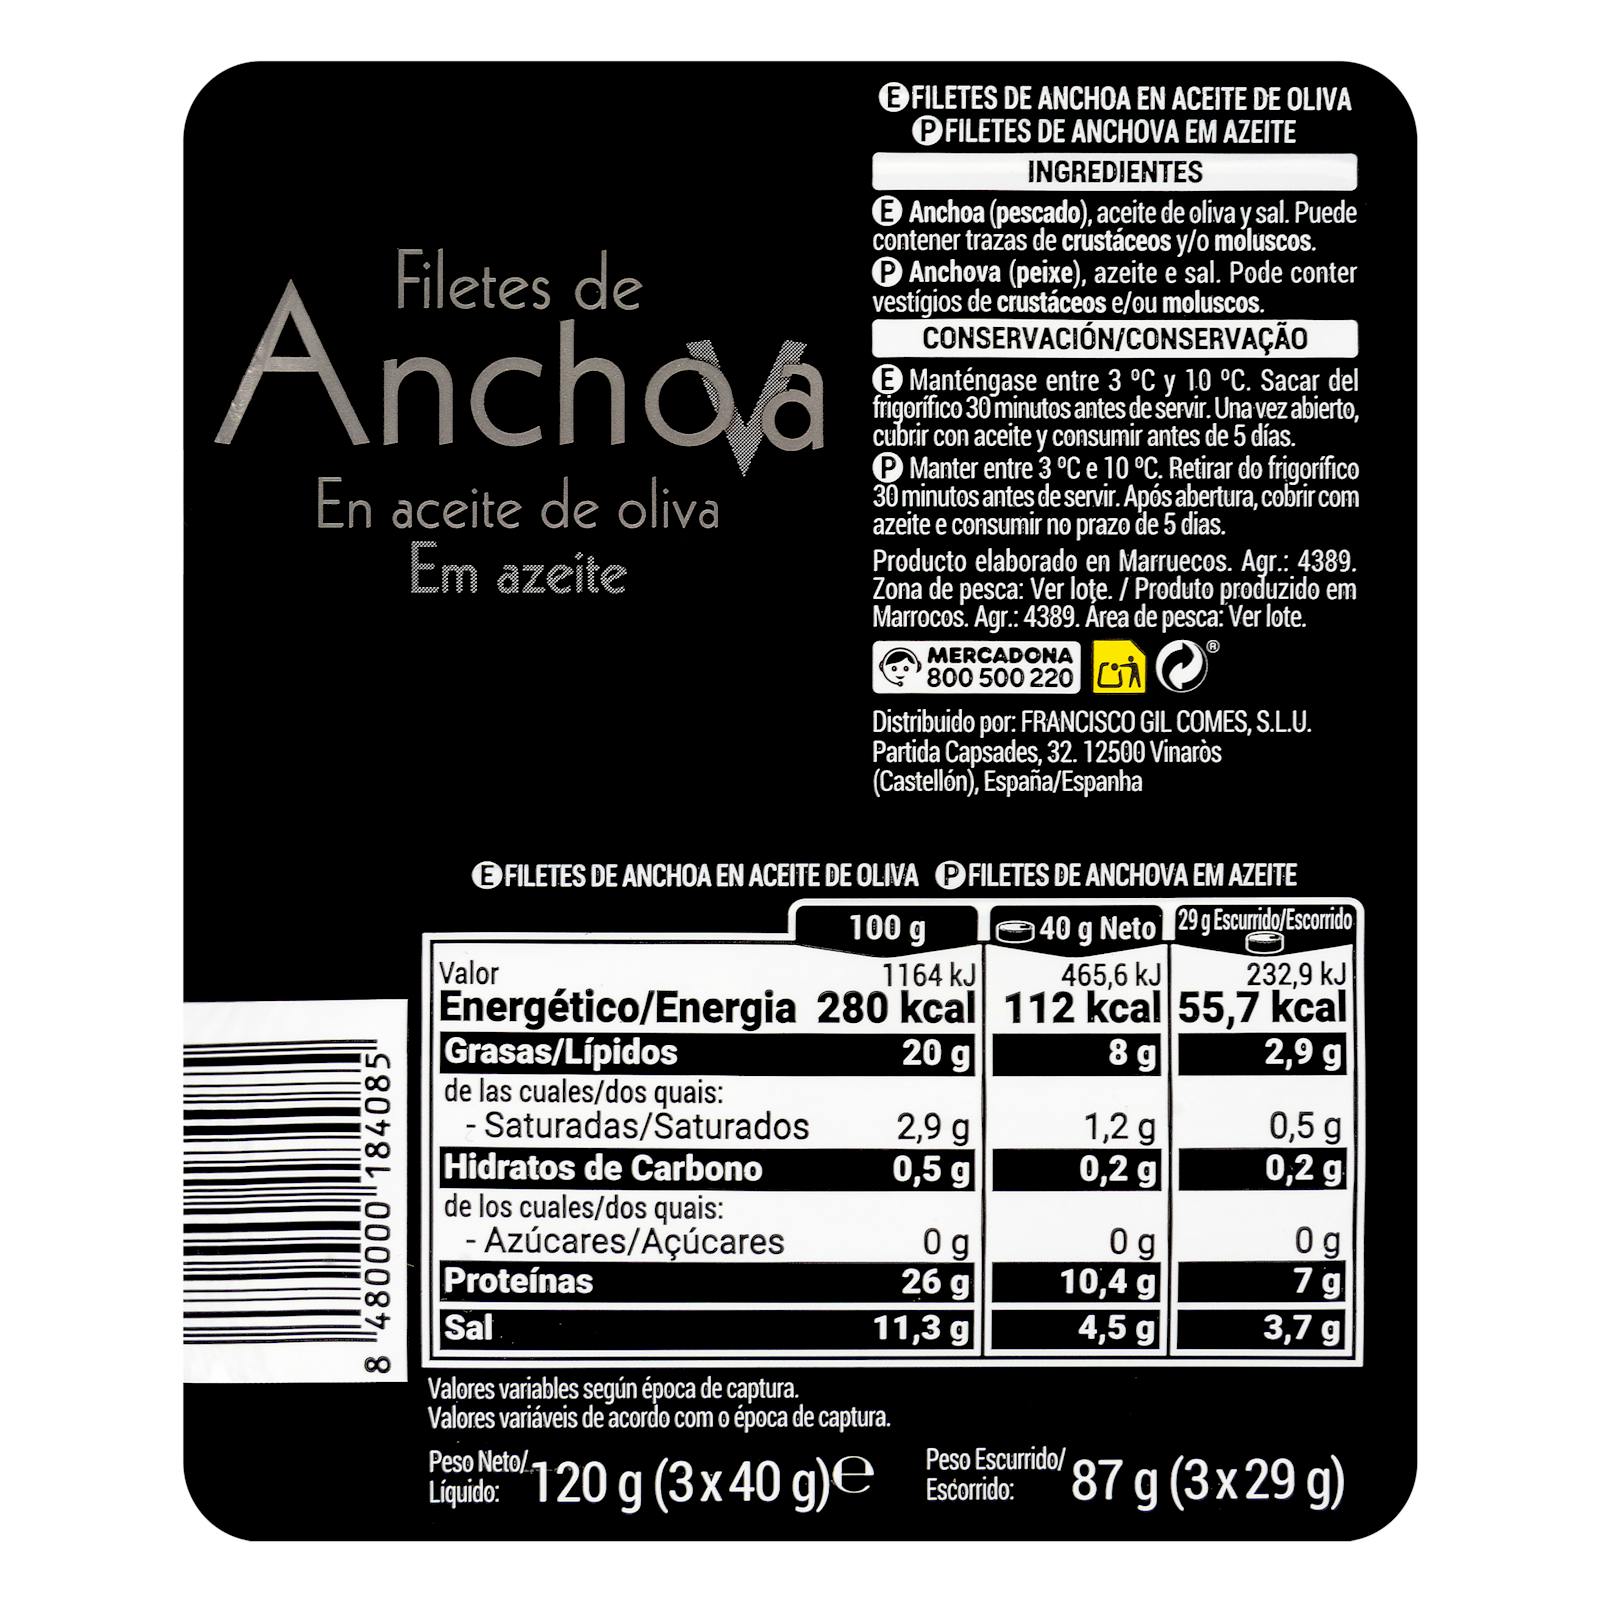 Filetes de
Anchova
En aceite de oliva
Em azeite
E FILETES DE ANCHOA EN ACEITE DE OLIVA
P FILETES DE ANCHOVA EM AZEITE
INGREDIENTES
E Anchoa (pescado), aceite de oliva y sal. Puede
contener trazas de crustáceos y/o moluscos.
P Anchova (peixe), azeite e sal. Pode conter
vestígios de crustáceos e/ou moluscos.
CONSERVACIÓN/CONSERVAÇÃO
E Manténgase entre 3 ºC y 10 ºC. Sacar del
frigorífico 30 minutos antes de servir. Una vez abierto,
cubrir con aceite y consumir antes de 5 días.
P Manter entre 3 ºC e 10 ºC. Retirar do frigorífico
30 minutos antes de servir. Após abertura, cobrir com
azeite e consumir no prazo de 5 dias.
Producto elaborado en Marruecos. Agr.: 4389.
Zona de pesca: Ver lote. / Produto produzido em
Marrocos. Agr.: 4389. Área de pesca: Ver lote.
MERCADONA
800 500 220
®
Distribuido por: FRANCISCO GIL COMES, S.L.U.
Partida Capsades, 32. 12500 Vinaròs
(Castellón), España/Espanha
E FILETES DE ANCHOA EN ACEITE DE OLIVA P FILETES DE ANCHOVA EM AZEITE
100 g 40 g Neto 29 g Escurrido/Escorrido
Valor 1164 kJ 465,6 kJ 232,9 kJ
Energético/Energia 280 kcal 112 kcal 55,7 kcal
Grasas/Lípidos 20 g 8 g 2,9 g
de las cuales/dos quais:
- Saturadas/Saturados 2,9 g 1,2 g 0,5 g
Hidratos de Carbono 0,5 g 0,2 g 0,2 g
de los cuales/dos quais:
- Azúcares/Açúcares 0 g 0 g 0 g
Proteínas 26 g 10,4 g 7 g
Sal 11,3 g 4,5 g 3,7 g
Valores variables según época de captura.
Valores variáveis de acordo com o época de captura.
Peso Neto/
Líquido: 120 g (3 x 40 g) e
Peso Escurrido/
Escorrido: 87 g (3 x 29 g)
8 480000 184085